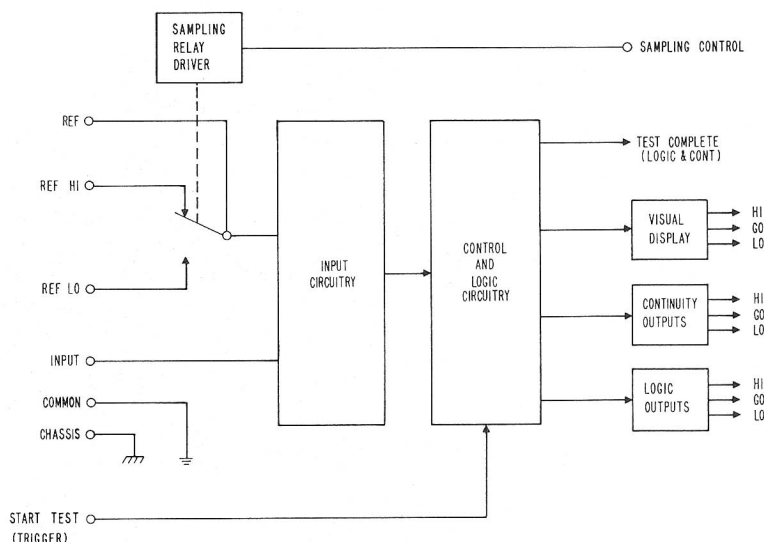 SAMPLING
RELAY
DRIVER
SAMPLING CONTROL
REF
REF HI
REF LO
INPUT
COMMON
CHASSIS
START TEST
(TRIGGER)
INPUT
CIRCUITRY
CONTROL
AND
LOGIC
CIRCUITRY
TEST COMPLETE
(LOGIC & CONT)
VISUAL
DISPLAY
HI
GO
LO
CONTINUITY
OUTPUTS
HI
GO
LO
LOGIC
OUTPUTS
HI
GO
LO